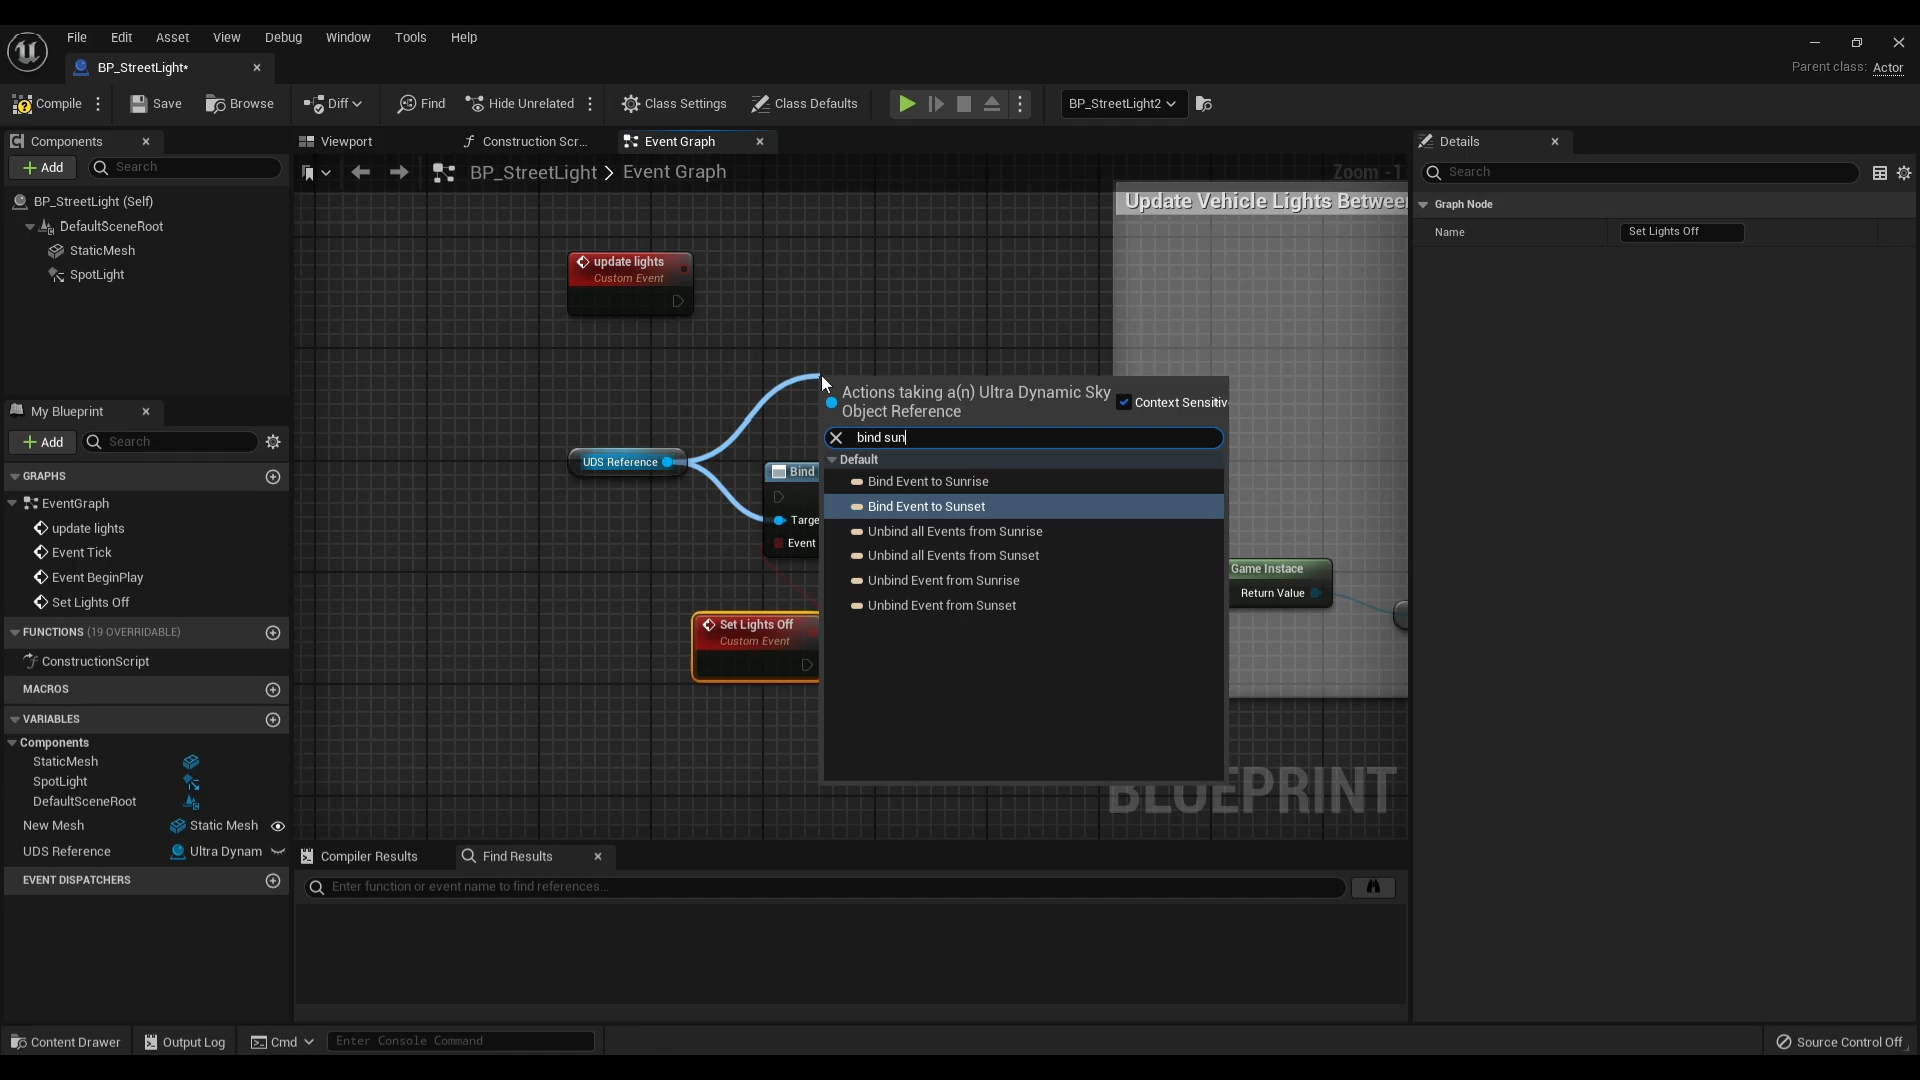 File Edit Asset View Debug Window Tools Help
BP_StreetLight*
Parent class: Actor
Compile Save Browse Diff Find Hide Unrelated Class Settings Class Defaults BP_StreetLight2
Components
Add Search
BP_StreetLight (Self)
DefaultSceneRoot
StaticMesh
SpotLight
My Blueprint
Add Search
GRAPHS
EventGraph
update lights
Event Tick
Event BeginPlay
Set Lights Off
FUNCTIONS (19 OVERRIDABLE)
ConstructionScript
MACROS
VARIABLES
Components
StaticMesh
SpotLight
DefaultSceneRoot
New Mesh Static Mesh
UDS Reference Ultra Dynam
EVENT DISPATCHERS
Viewport Construction Scr... Event Graph
BP_StreetLight > Event Graph
Zoom -1
Update Vehicle Lights Betwee
update lights
Custom Event
UDS Reference
Bind
Targe
Event
Set Lights Off
Custom Event
Actions taking a(n) Ultra Dynamic Sky
Object Reference
Context Sensitiv
bind sun
Default
Bind Event to Sunrise
Bind Event to Sunset
Unbind all Events from Sunrise
Unbind all Events from Sunset
Unbind Event from Sunrise
Unbind Event from Sunset
Game Instace
Return Value
BLUEPRINT
Compiler Results Find Results
Enter function or event name to find references...
Details
Search
Graph Node
Name Set Lights Off
Content Drawer Output Log Cmd Enter Console Command Source Control Off